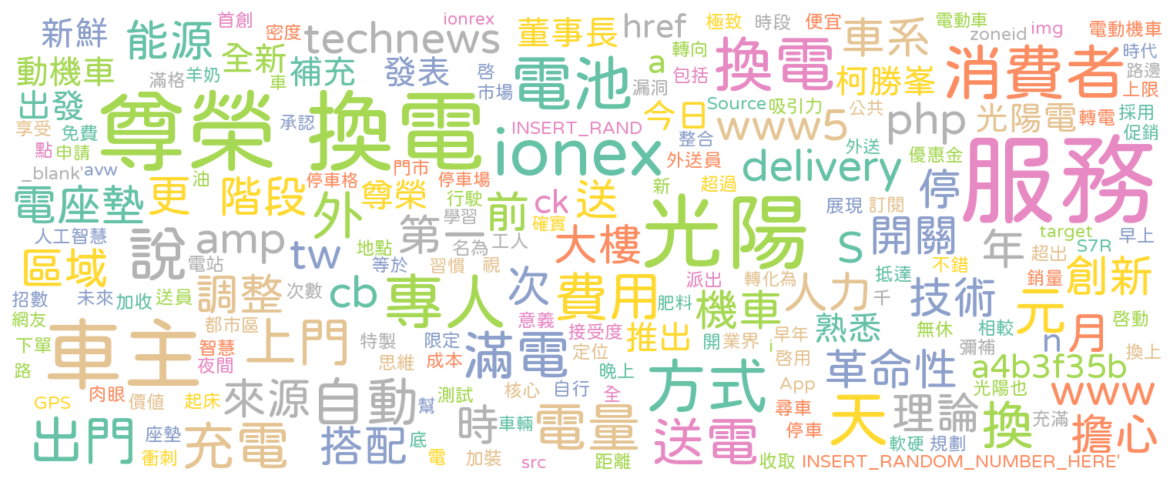 首創 ionrex 極致 時段 便宜 電動車
新鮮 能源 密度 technews 董事長 href 換電 車系 zoneid img 電動機車
動機車 全新 補充 發表 啓 電池 a 轉向 消費者 時代
滿格 羊奶 車 市場 柯勝峯 包括 漏洞 路邊
出發 尊榮 換電 今日 Source 吸引力 公共 php 光陽電 上限
享受 免費 承認 ionex INSERT_RAND www5 轉電 採用
點 申請 整合 外送 服務 促銷
_blank' avw 油 門市 外送員 delivery 優惠金
電座墊 更 階段 停車格 尊榮 停車場 行駛 ck 送 新 超過 停 展現 訂閱
人工智慧 外 前 光陽 年 target 早上
電站 說 amp 第一 學習 確實 大樓 s 開關 S7R
區域 tw 地點 名為 工人 超出
招數 未來 加收 送員 調整 次數 等於 習慣 視 派出 轉化為 抵達 不錯 銷量 創新
網友 cb 專人 次 費用 肥料 人力 千 技術 元
下單 都市區 特製 限定 意義 接受度 機車 早年 熟悉 無休 相較 n 月 啓動
路 車主 智慧 上門 推出 開 業界 i 彌補 換上
夜間 思維 成本 滿電 定位 晚上 啓用 革命性 a4b3f35b
肉眼 核心 自行 方式 App 光陽也
GPS 價值 起床 來源 自動 幫 測試 全 尋車 天 理論 換 充滿 www
出門 座墊 充電 搭配 時 車輛 電量 送電 停車 軟硬 規劃 擔心
衝刺 底 電 加裝 src 距離 收取 INSERT_RANDOM_NUMBER_HERE'